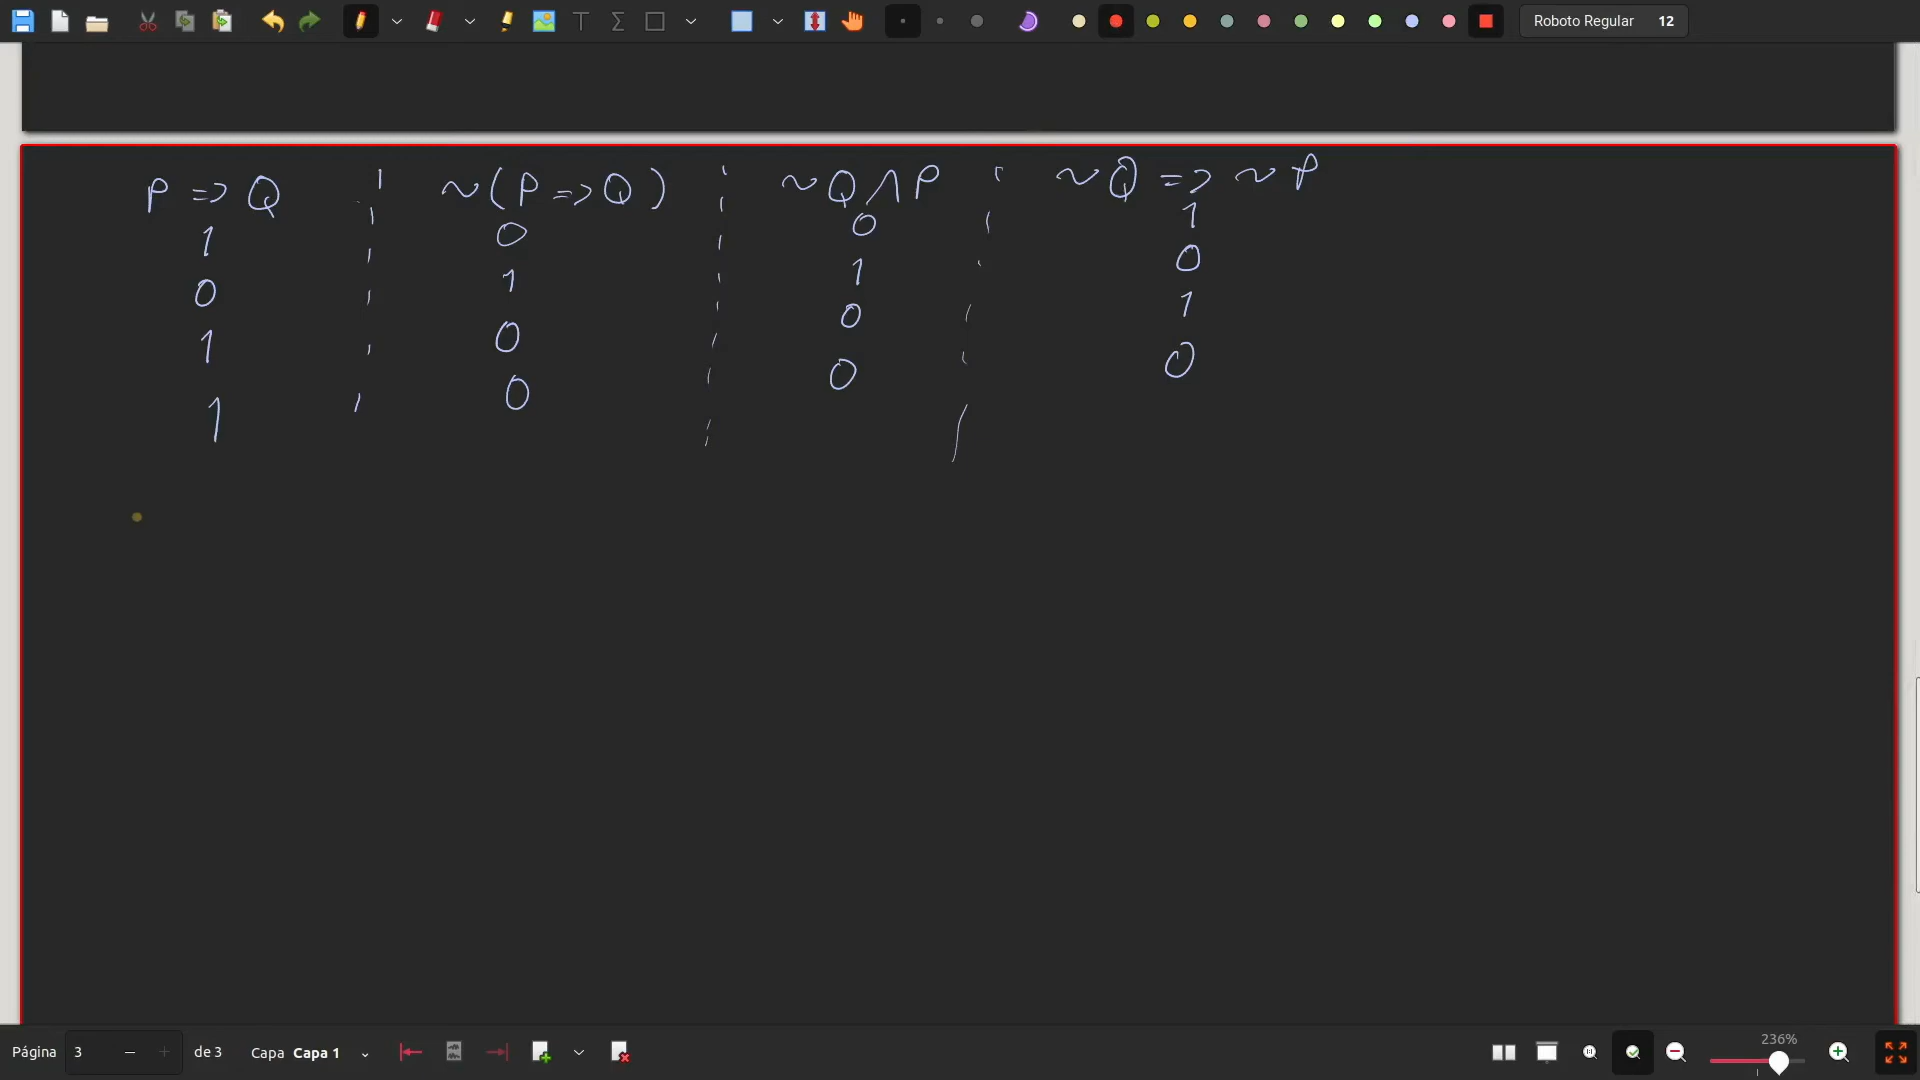 Roboto Regular 12
P => Q ~(P => Q) ~Q ∧ P ~Q => ~P
1 0 0 1
0 1 1 0
1 0 0 1
1 0 0 0
Página 3 de 3 Capa Capa 1 236%